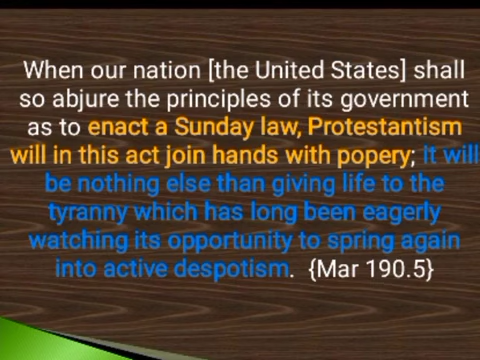 When our nation [the United States] shall
so abjure the principles of its government
as to enact a Sunday law, Protestantism
will in this act join hands with popery; it will
be nothing else than giving life to the
tyranny which has long been eagerly
watching its opportunity to spring again
into active despotism. {Mar 190.5}